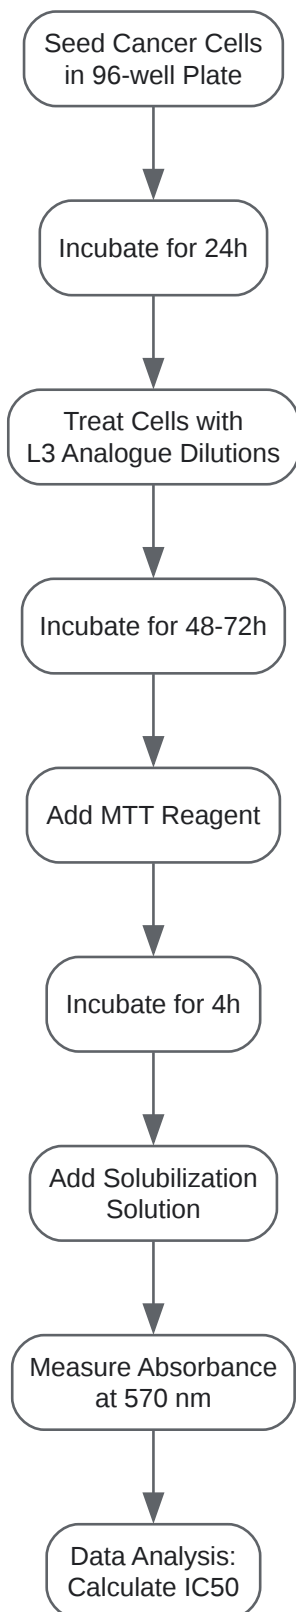 Seed Cancer Cells
in 96-well Plate
Incubate for 24h
Treat Cells with
L3 Analogue Dilutions
Incubate for 48-72h
Add MTT Reagent
Incubate for 4h
Add Solubilization
Solution
Measure Absorbance
at 570 nm
Data Analysis:
Calculate IC50